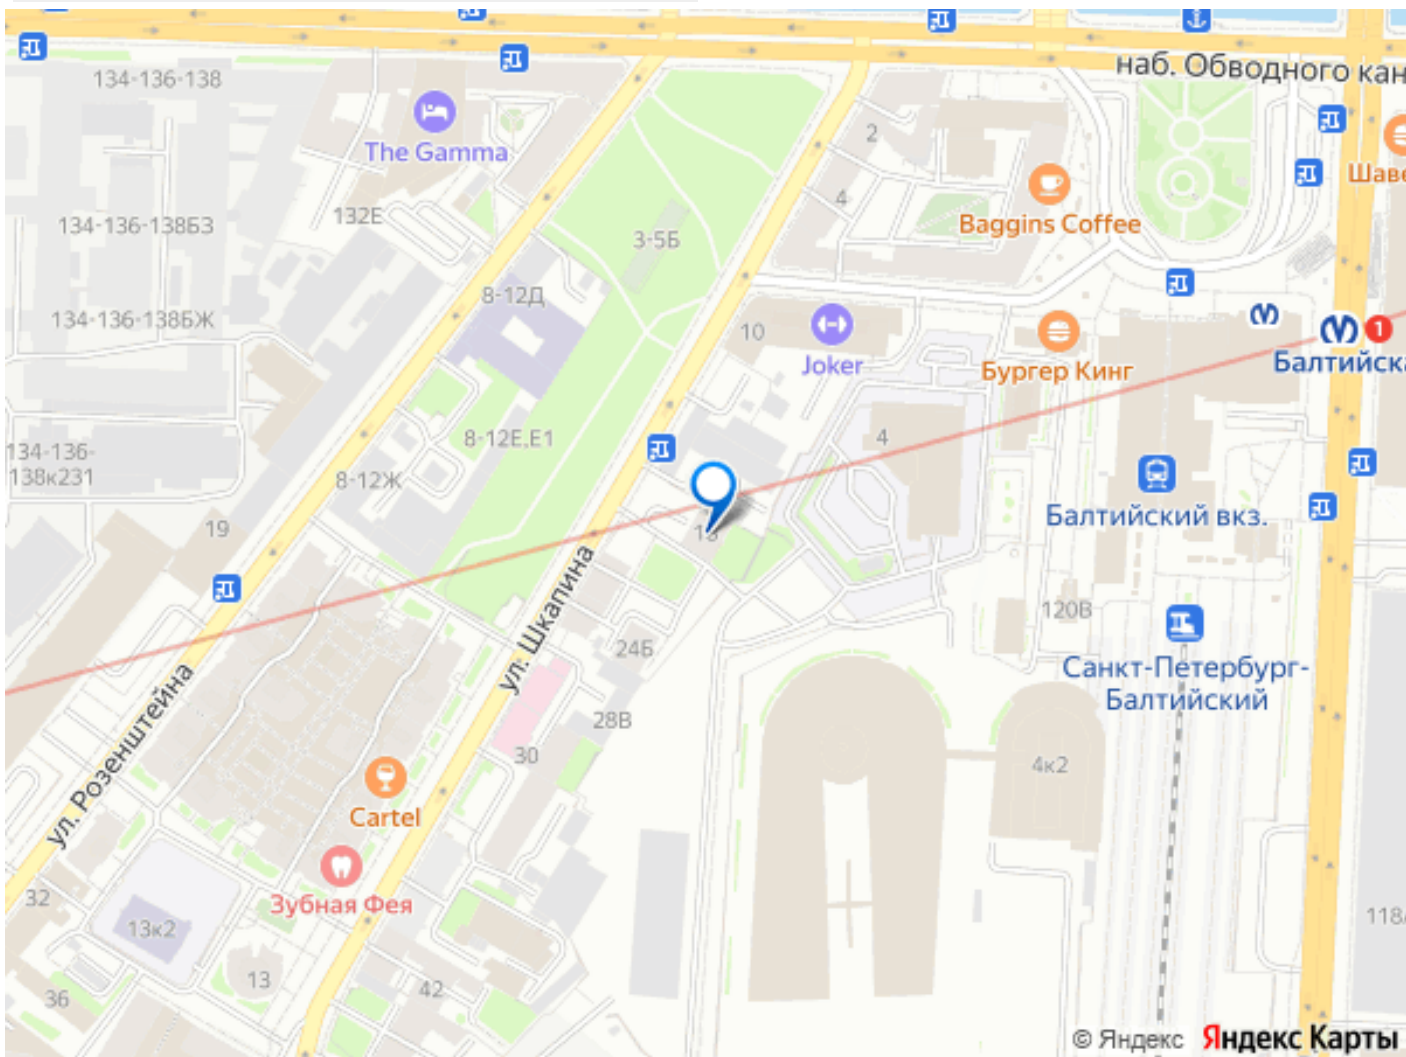 наб. Обводного кан
134-136-138
The Gamma
2
Шаве
132Е
4
Baggins Coffee
134-136-138Б3
3-5Б
8-12Д
134-136-138БЖ
10
Joker
Бургер Кинг
1
Балтийска
134-136-
138к231
8-12Е,Е1
4
8-12Ж
Балтийский вкз.
19
ул. Шкапина
120В
24Б
Санкт-Петербург-
Балтийский
28В
30
4к2
ул. Розенштейна
Cartel
Зубная Фея
32
13к2
118
13
42
36
© Яндекс Яндекс Карты